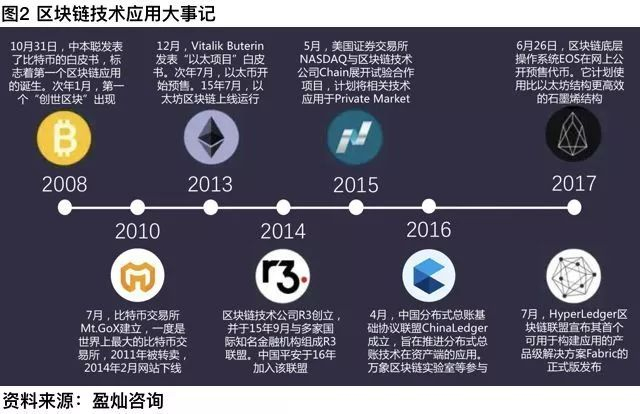 图2 区块链技术应用大事记
10月31日，中本聪发表
了比特币的白皮书，标
志着第一个区块链应用
的诞生。次年1月，第一
个“创世区块”出现
12月，Vitalik Buterin
发表“以太项目”白皮
书。次年7月，以太币开
始预售。15年7月，以
太坊区块链上线运行
5月，美国证券交易所
NASDAQ与区块链技术
公司Chain展开试验合作
项目，计划将相关技术
应用于Private Market
6月26日，区块链底层
操作系统EOS在网上公
开预售代币。它计划使
用比以太坊结构更高效
的石墨烯结构
2008
2013
2015
2017
2010
2014
2016
r3.
7月，比特币交易所
Mt.GoX建立，一度是
世界上最大的比特币交
易所，2011年被转卖，
2014年2月网站下线
区块链技术公司R3创立，
并于15年9月与多家国
际知名金融机构组成R3
联盟。中国平安于16年
加入该联盟
4月，中国分布式总账基
础协议联盟ChinaLedger
成立，旨在推进分布式总
账技术在资产端的应用。
万象区块链实验室等参与
7月，HyperLedger区
块链联盟宣布其首个
可用于构建应用的产
品级解决方案Fabric的
正式版发布
资料来源：盈灿咨询